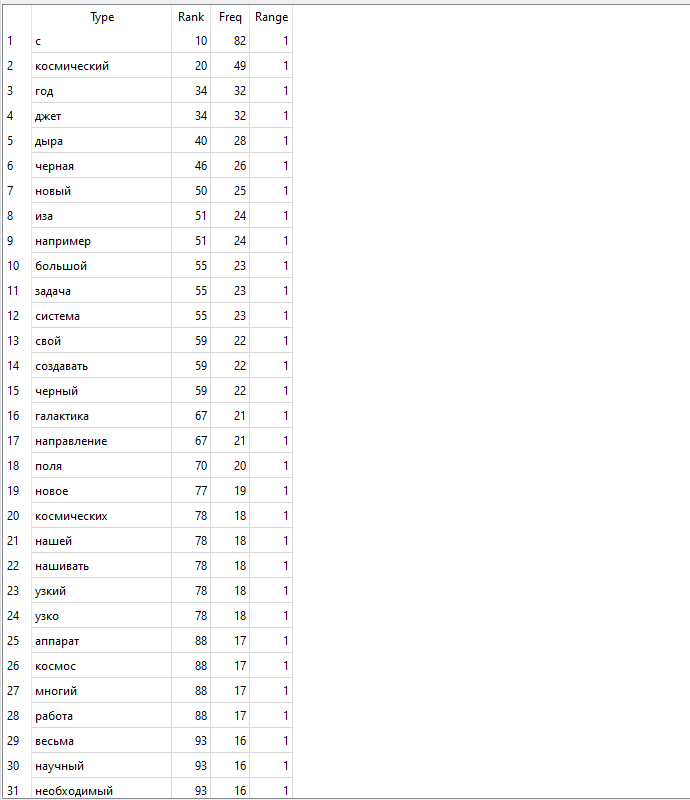 Type Rank Freq Range
1 с 10 82 1
2 космический 20 49 1
3 год 34 32 1
4 джет 34 32 1
5 дыра 40 28 1
6 черная 46 26 1
7 новый 50 25 1
8 иза 51 24 1
9 например 51 24 1
10 большой 55 23 1
11 задача 55 23 1
12 система 55 23 1
13 свой 59 22 1
14 создавать 59 22 1
15 черный 59 22 1
16 галактика 67 21 1
17 направление 67 21 1
18 поля 70 20 1
19 новое 77 19 1
20 космических 78 18 1
21 нашей 78 18 1
22 нашивать 78 18 1
23 узкий 78 18 1
24 узко 78 18 1
25 аппарат 88 17 1
26 космос 88 17 1
27 многий 88 17 1
28 работа 88 17 1
29 весьма 93 16 1
30 научный 93 16 1
31 необходимый 93 16 1